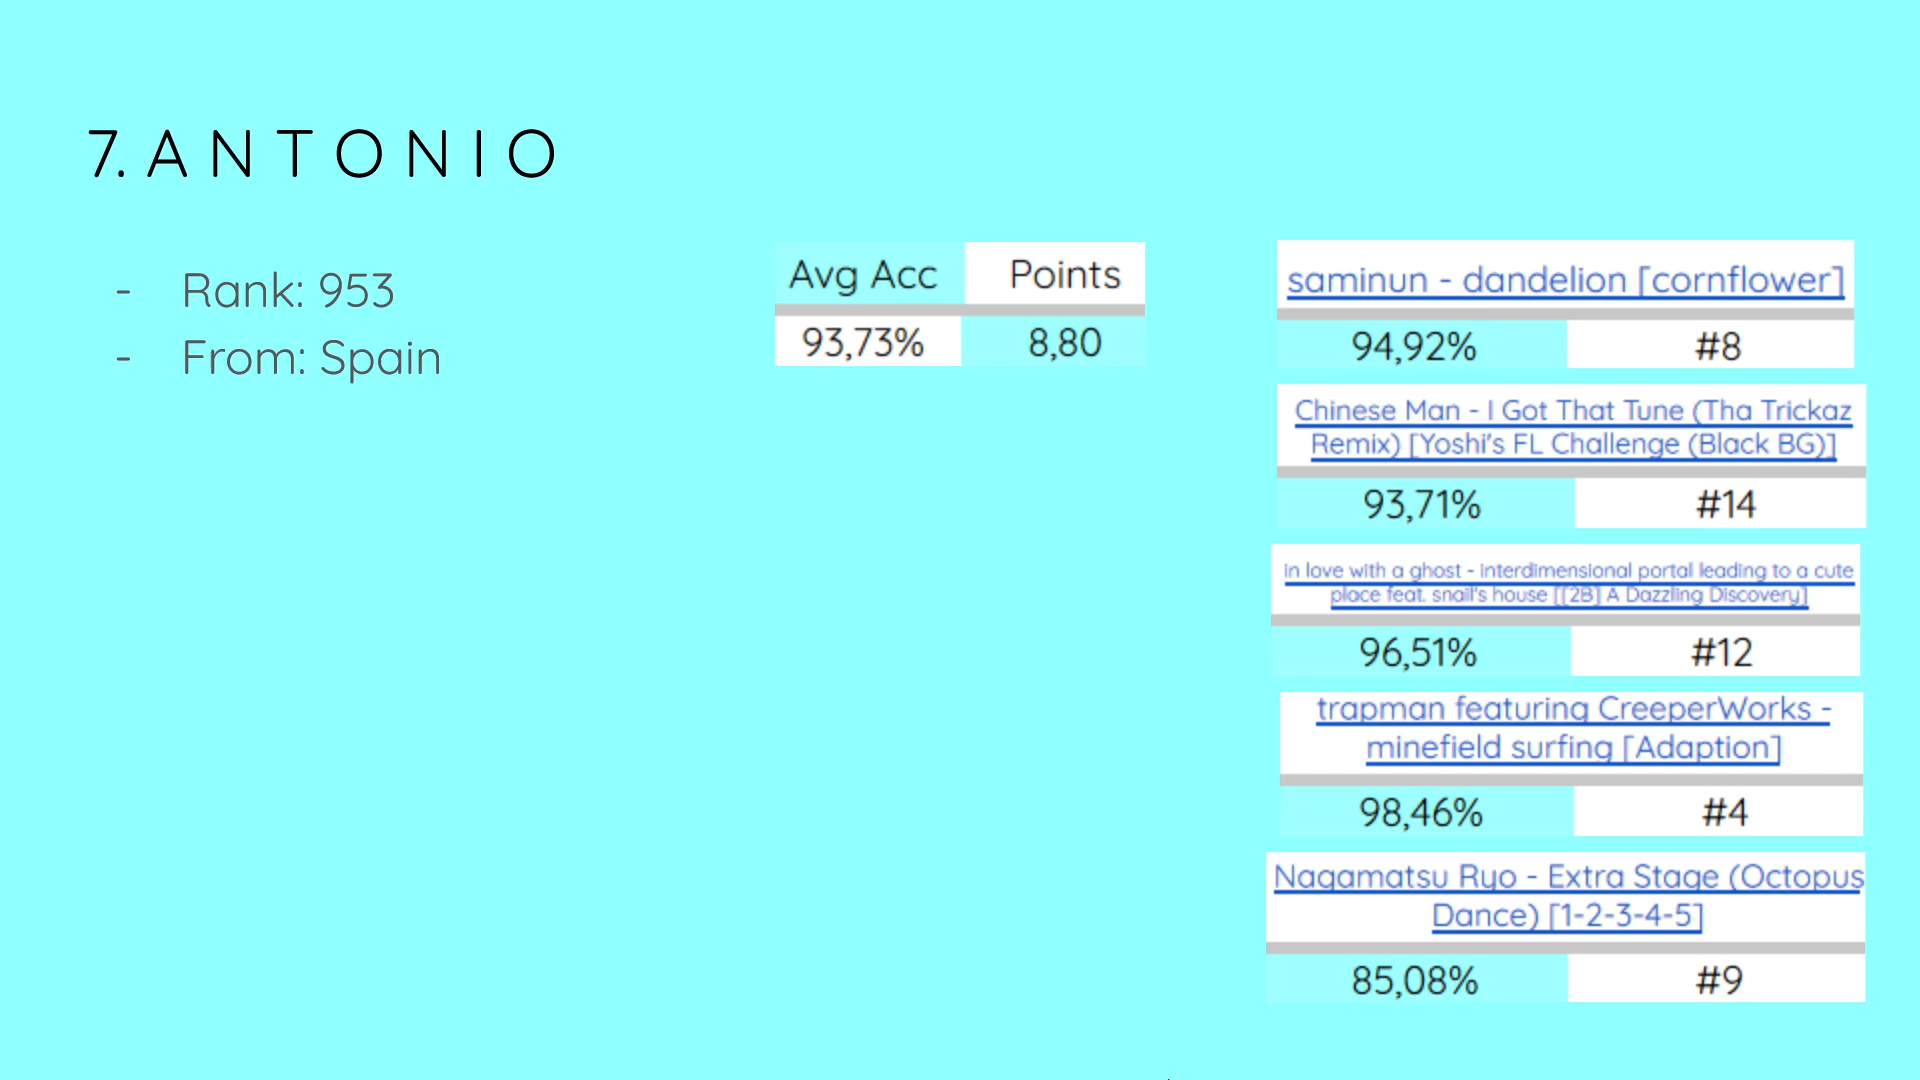 7. A N T O N I O
- Rank: 953
- From: Spain
Avg Acc Points
93,73% 8,80
saminun - dandelion [cornflower]
94,92% #8
Chinese Man - I Got That Tune (Tha Trickaz
Remix) [Yoshi's FL Challenge (Black BG)]
93,71% #14
in love with a ghost - interdimensional portal leading to a cute
place feat. snail's house [[2B] A Dazzling Discovery]
96,51% #12
trapman featuring CreeperWorks -
minefield surfing [Adaption]
98,46% #4
Nagamatsu Ryo - Extra Stage (Octopus
Dance) [1-2-3-4-5]
85,08% #9